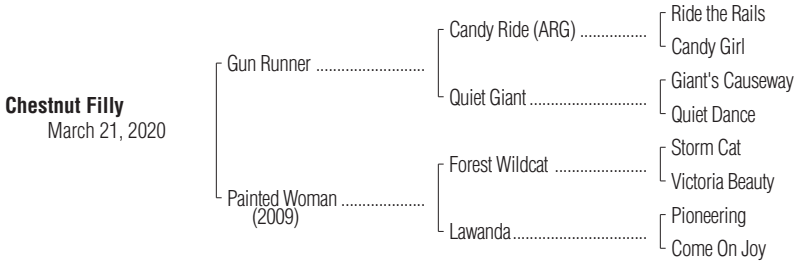 Ride the Rails
Candy Ride (ARG) ................
Candy Girl
Gun Runner ..........................
Giant's Causeway
Quiet Giant............................
Quiet Dance
Chestnut Filly
March 21, 2020
Storm Cat
Forest Wildcat ......................
Victoria Beauty
Painted Woman ....................
(2009)
Pioneering
Lawanda................................
Come On Joy